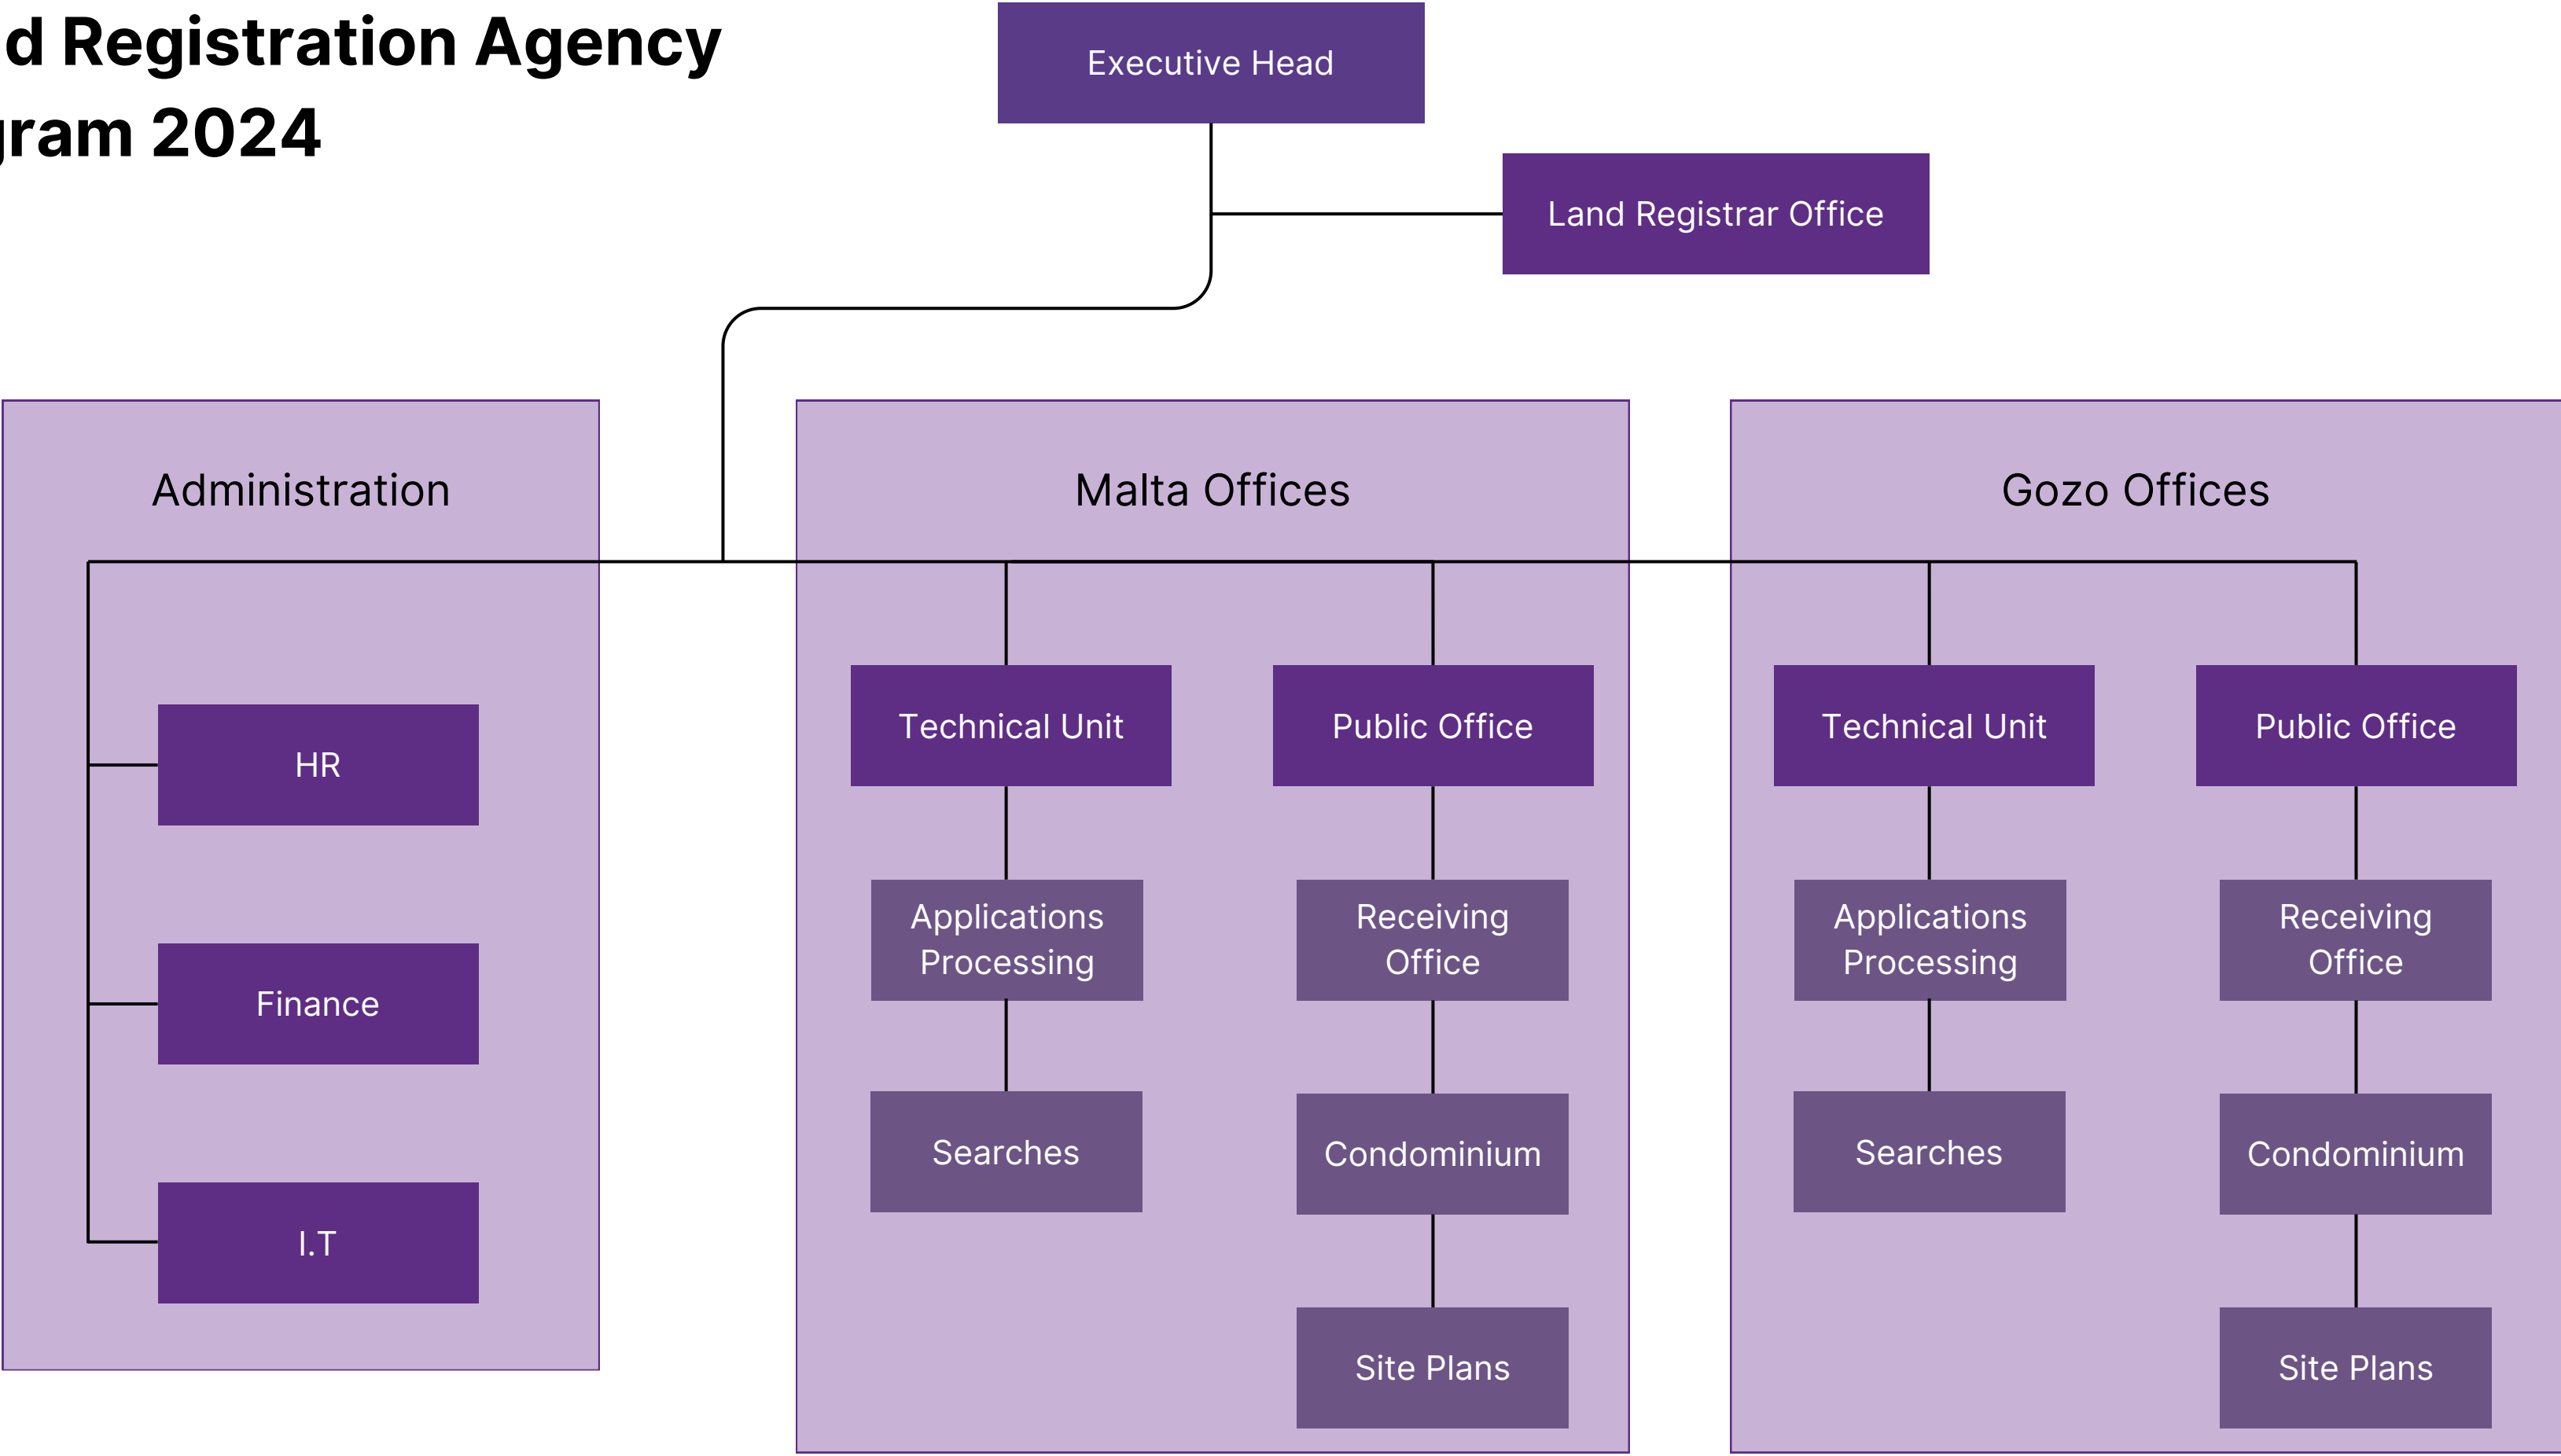 d Registration Agency
gram 2024
Executive Head
Land Registrar Office
Administration
HR
Finance
I.T
Malta Offices
Technical Unit
Applications
Processing
Searches
Public Office
Receiving
Office
Condominium
Site Plans
Gozo Offices
Technical Unit
Applications
Processing
Searches
Public Office
Receiving
Office
Condominium
Site Plans